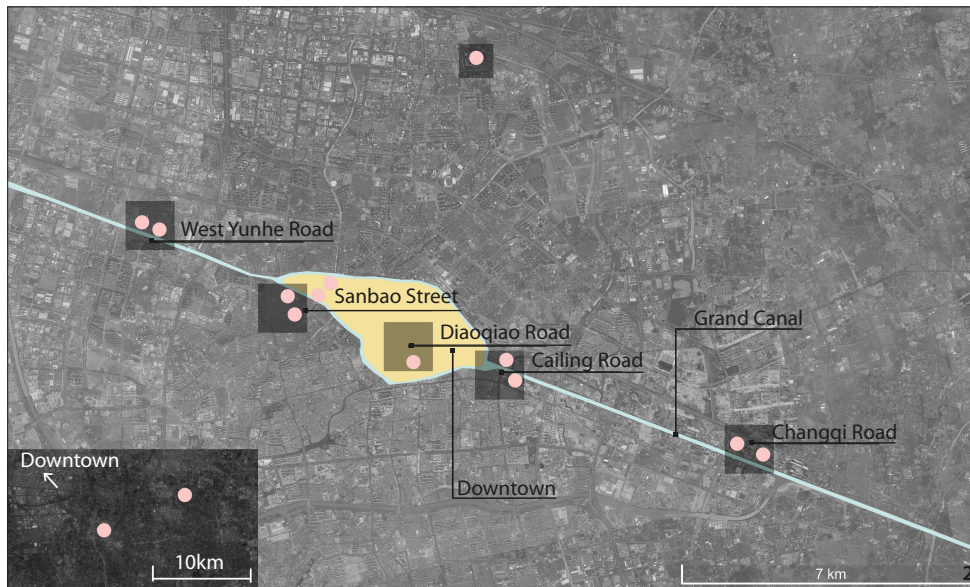 West Yunhe Road
Sanbao Street
Grand Canal
Diaoqiao Road
Cailing Road
Changqi Road
Downtown
Downtown
10km
7 km